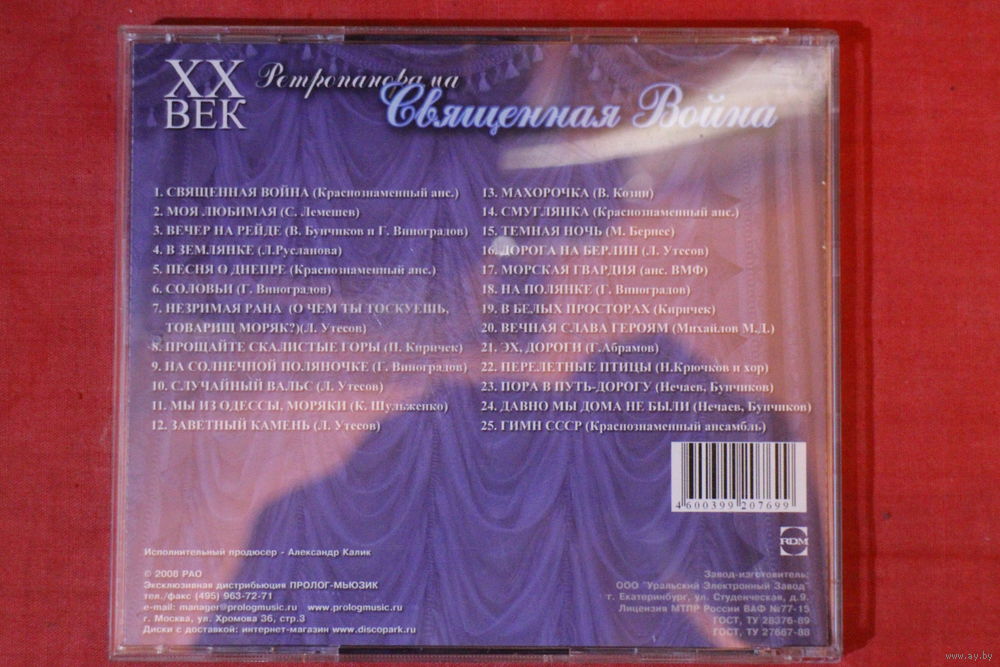 XX
ВЕК
Ретропанорама
Священная Война
1. СВЯЩЕННАЯ ВОЙНА (Краснознаменный анс.)
2. МОЯ ЛЮБИМАЯ (С. Лемешев)
3. ВЕЧЕР НА РЕЙДЕ (В. Бунчиков и Г. Виноградов)
4. В ЗЕМЛЯНКЕ (Л.Русланова)
5. ПЕСНЯ О ДНЕПРЕ (Краснознаменный анс.)
6. СОЛОВЬИ (Г. Виноградов)
7. НЕЗРИМАЯ РАНА (О ЧЕМ ТЫ ТОСКУЕШЬ,
ТОВАРИЩ МОРЯК?)(Л. Утесов)
8. ПРОЩАЙТЕ СКАЛИСТЫЕ ГОРЫ (П. Киричек)
9. НА СОЛНЕЧНОЙ ПОЛЯНОЧКЕ (Г. Виноградов)
10. СЛУЧАЙНЫЙ ВАЛЬС (Л. Утесов)
11. МЫ ИЗ ОДЕССЫ, МОРЯКИ (К. Шульженко)
12. ЗАВЕТНЫЙ КАМЕНЬ (Л. Утесов)
13. МАХОРОЧКА (В. Козин)
14. СМУГЛЯНКА (Краснознаменный анс.)
15. ТЕМНАЯ НОЧЬ (М. Бернес)
16. ДОРОГА НА БЕРЛИН (Л. Утесов)
17. МОРСКАЯ ГВАРДИЯ (анс. ВМФ)
18. НА ПОЛЯНКЕ (Г. Виноградов)
19. В БЕЛЫХ ПРОСТОРАХ (Киричек)
20. ВЕЧНАЯ СЛАВА ГЕРОЯМ (Михайлов М.Д.)
21. ЭХ, ДОРОГИ (Г.Абрамов)
22. ПЕРЕЛЕТНЫЕ ПТИЦЫ (Н.Крючков и хор)
23. ПОРА В ПУТЬ-ДОРОГУ (Нечаев, Бунчиков)
24. ДАВНО МЫ ДОМА НЕ БЫЛИ (Нечаев, Бунчиков)
25. ГИМН СССР (Краснознаменный ансамбль)
4600399207699
RDM
Исполнительный продюсер - Александр Калик
© 2008 РАО
Эксклюзивная дистрибьюция ПРОЛОГ-МЬЮЗИК
тел./факс (495) 963-72-71
e-mail: manager@prologmusic.ru www.prologmusic.ru
г. Москва, ул. Хромова 36, стр.3
Диски с доставкой: интернет-магазин www.discopark.ru
Завод-изготовитель:
ООО "Уральский Электронный Завод"
г. Екатеринбург, ул. Студенческая, д.9.
Лицензия МТПР России ВАФ №77-15
ГОСТ, ТУ 28376-89
ГОСТ, ТУ 27667-88
www.ay.by